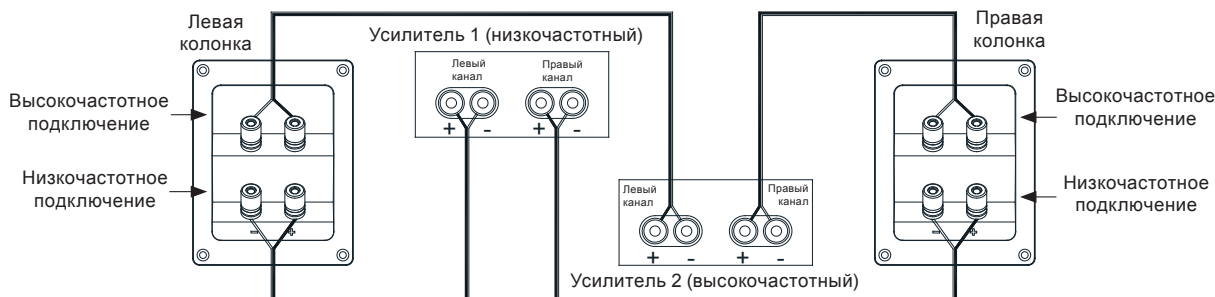 Левая
колонка
Усилитель 1 (низкочастотный)
Правая
колонка
Левый
канал
Правый
канал
+ - + -
Высокочастотное
подключение
Высокочастотное
подключение
Низкочастотное
подключение
Низкочастотное
подключение
Левый
канал
Правый
канал
+ - + -
- +
- +
Усилитель 2 (высокочастотный)